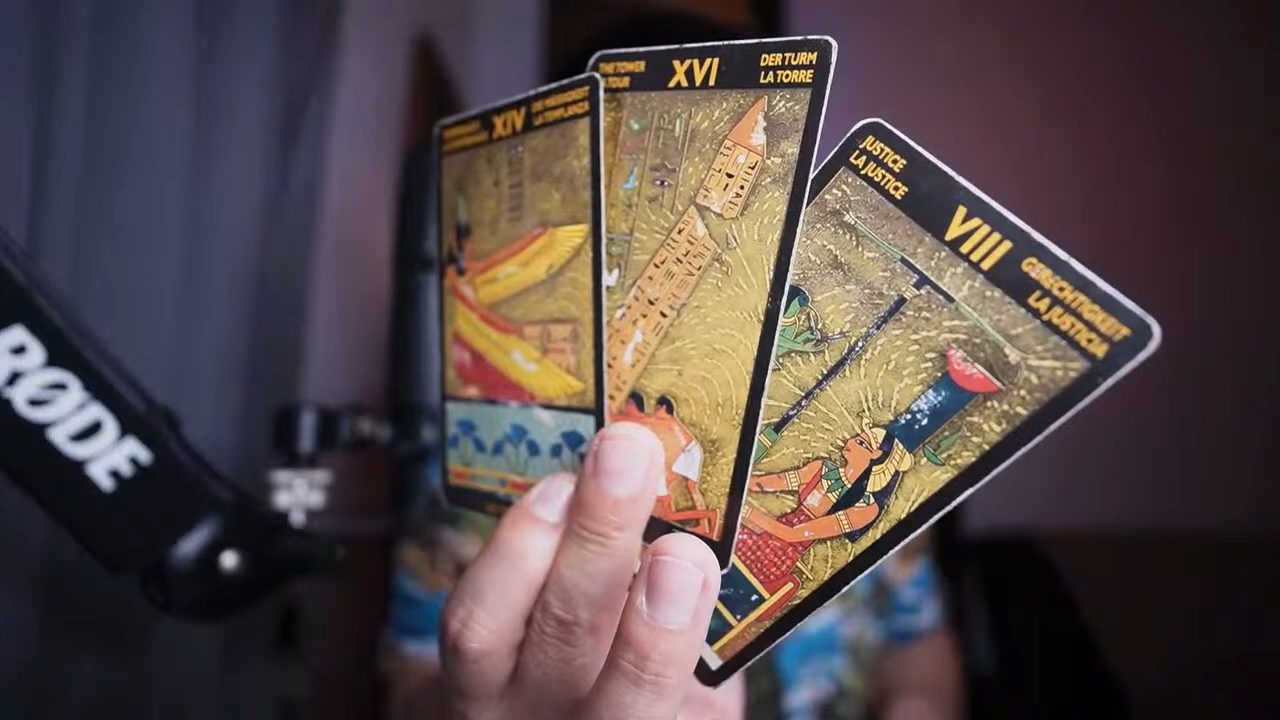 RØDE
XIV
DIE MÄSSIGKEIT
LA TEMPLANZA
THE TOWER
LA TOUR
XVI
DER TURM
LA TORRE
JUSTICE
LA JUSTICE
VIII
GERECHTIGKEIT
LA JUSTICIA